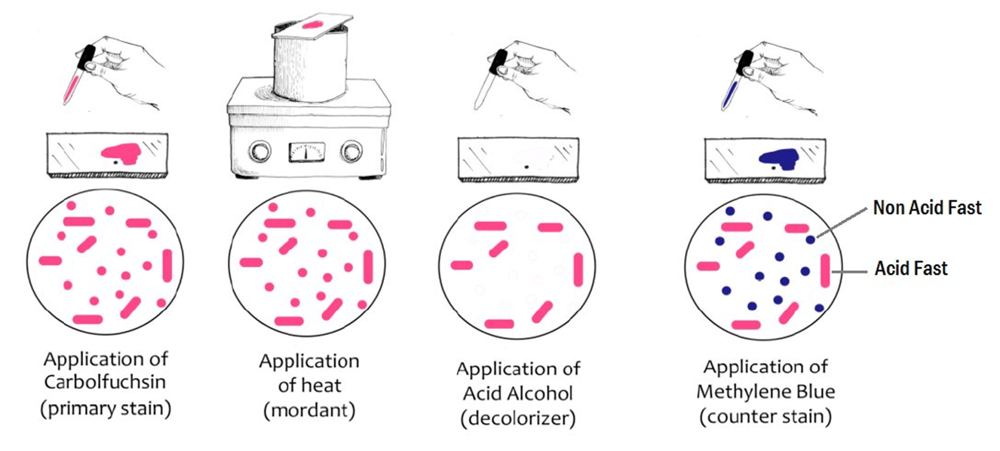 Non Acid Fast
Acid Fast
Application of
Carbolfuchsin
(primary stain)
Application
of heat
(mordant)
Application of
Acid Alcohol
(decolorizer)
Application of
Methylene Blue
(counter stain)